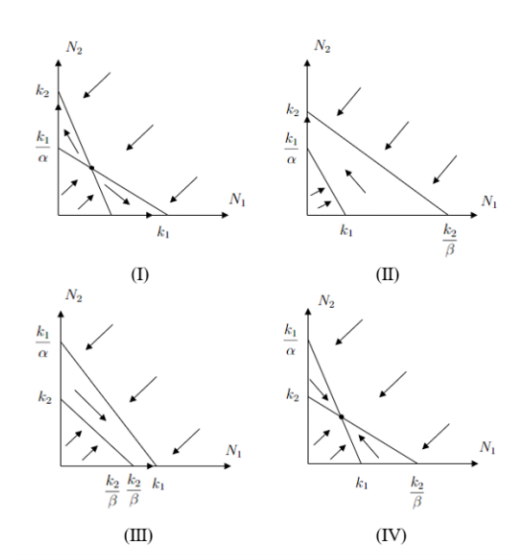 N₂
k₂
k₁/α
N₁
k₁
(I)
N₂
k₂
k₁/α
N₁
k₁
k₂/β
(II)
N₂
k₁/α
k₂
N₁
k₂/β k₂/β k₁
(III)
N₂
k₁/α
k₂
N₁
k₁
k₂/β
(IV)